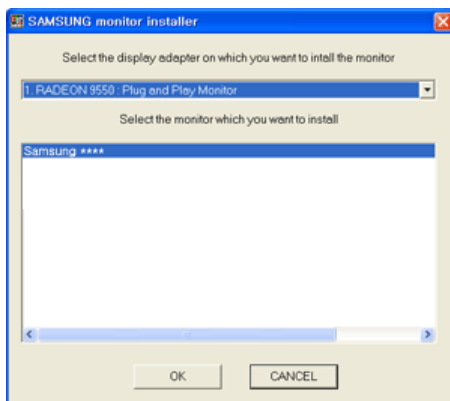 SAMSUNG monitor installer
Select the display adapter on which you want to intall the monitor
1. RADEON 9550 : Plug and Play Monitor
Select the monitor which you want to install
Samsung ****
OK
CANCEL